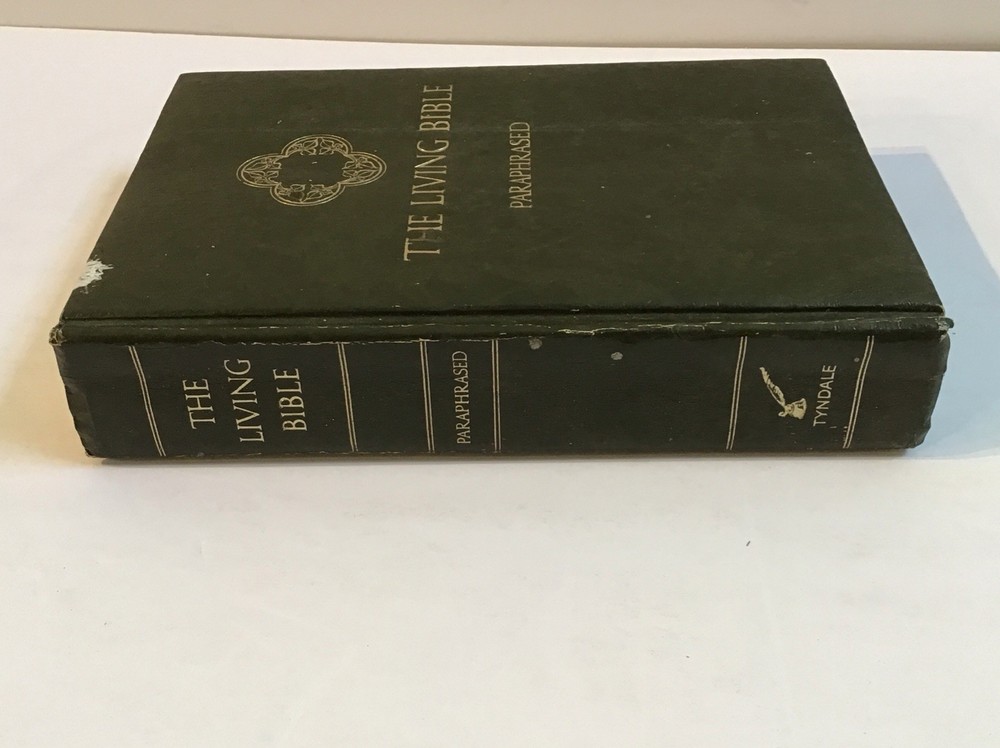 THE LIVING BIBLE
PARAPHRASED
THE
LIVING
BIBLE
PARAPHRASED
TYNDALE